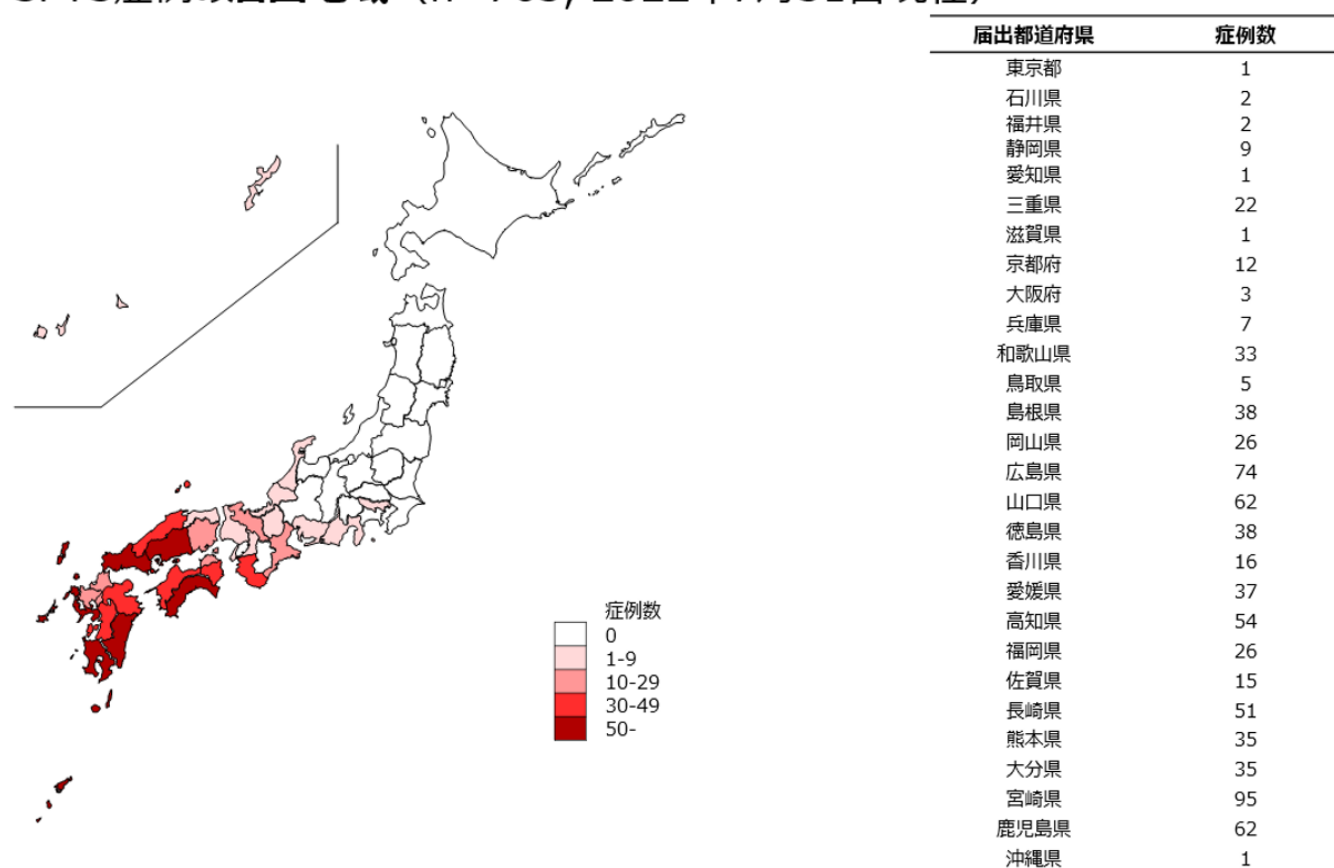 届出都道府県 症例数
東京都 1
石川県 2
福井県 2
静岡県 9
愛知県 1
三重県 22
滋賀県 1
京都府 12
大阪府 3
兵庫県 7
和歌山県 33
鳥取県 5
島根県 38
岡山県 26
広島県 74
山口県 62
徳島県 38
香川県 16
愛媛県 37
高知県 54
福岡県 26
佐賀県 15
長崎県 51
熊本県 35
大分県 35
宮崎県 95
鹿児島県 62
沖縄県 1
症例数
0
1-9
10-29
30-49
50-